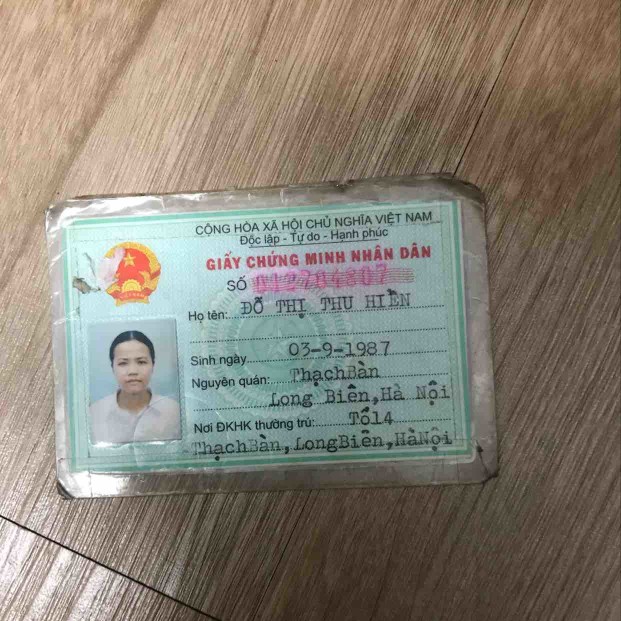 CỘNG HÒA XÃ HỘI CHỦ NGHĨA VIỆT NAM
Độc lập - Tự do - Hạnh phúc
GIẤY CHỨNG MINH NHÂN DÂN
SỐ 012704807
Họ tên: ĐỖ THỊ THU HIỀN
Sinh ngày 03-9-1987
Nguyên quán: ThạchBàn
Long Biên,Hà Nội
Nơi ĐKHK thường trú: Tổ14
ThạchBàn,LongBiên,HàNội